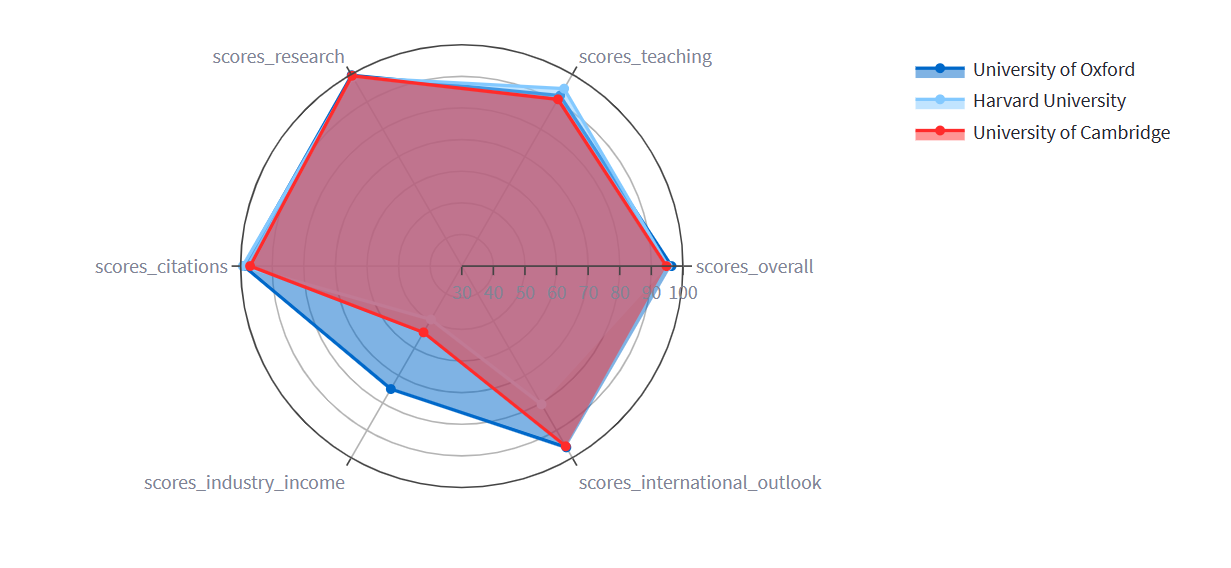 scores_research
scores_teaching
University of Oxford
Harvard University
University of Cambridge
scores_citations
scores_overall
30 40 50 60 70 80 90 100
scores_industry_income
scores_international_outlook